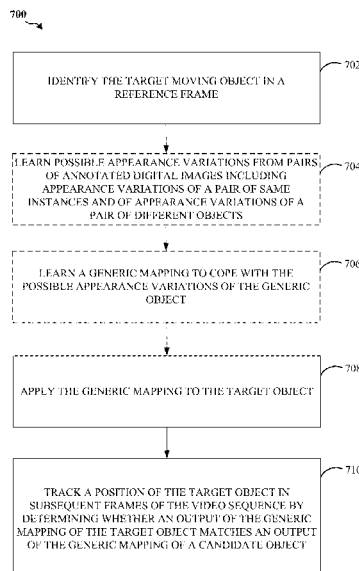 700
IDENTIFY THE TARGET MOVING OBJECT IN A
REFERENCE FRAME
702
LEARN POSSIBLE APPEARANCE VARIATIONS FROM PAIRS
OF ANNOTATED DIGITAL IMAGES INCLUDING
APPEARANCE VARIATIONS OF A PAIR OF SAME
INSTANCES AND OF APPEARANCE VARIATIONS OF A
PAIR OF DIFFERENT OBJECTS
704
LEARN A GENERIC MAPPING TO COPE WITH THE
POSSIBLE APPEARANCE VARIATIONS OF THE GENERIC
OBJECT
706
APPLY THE GENERIC MAPPING TO THE TARGET OBJECT
708
TRACK A POSITION OF THE TARGET OBJECT IN
SUBSEQUENT FRAMES OF THE VIDEO SEQUENCE BY
DETERMINING WHETHER AN OUTPUT OF THE GENERIC
MAPPING OF THE TARGET OBJECT MATCHES AN OUTPUT
OF THE GENERIC MAPPING OF A CANDIDATE OBJECT
710